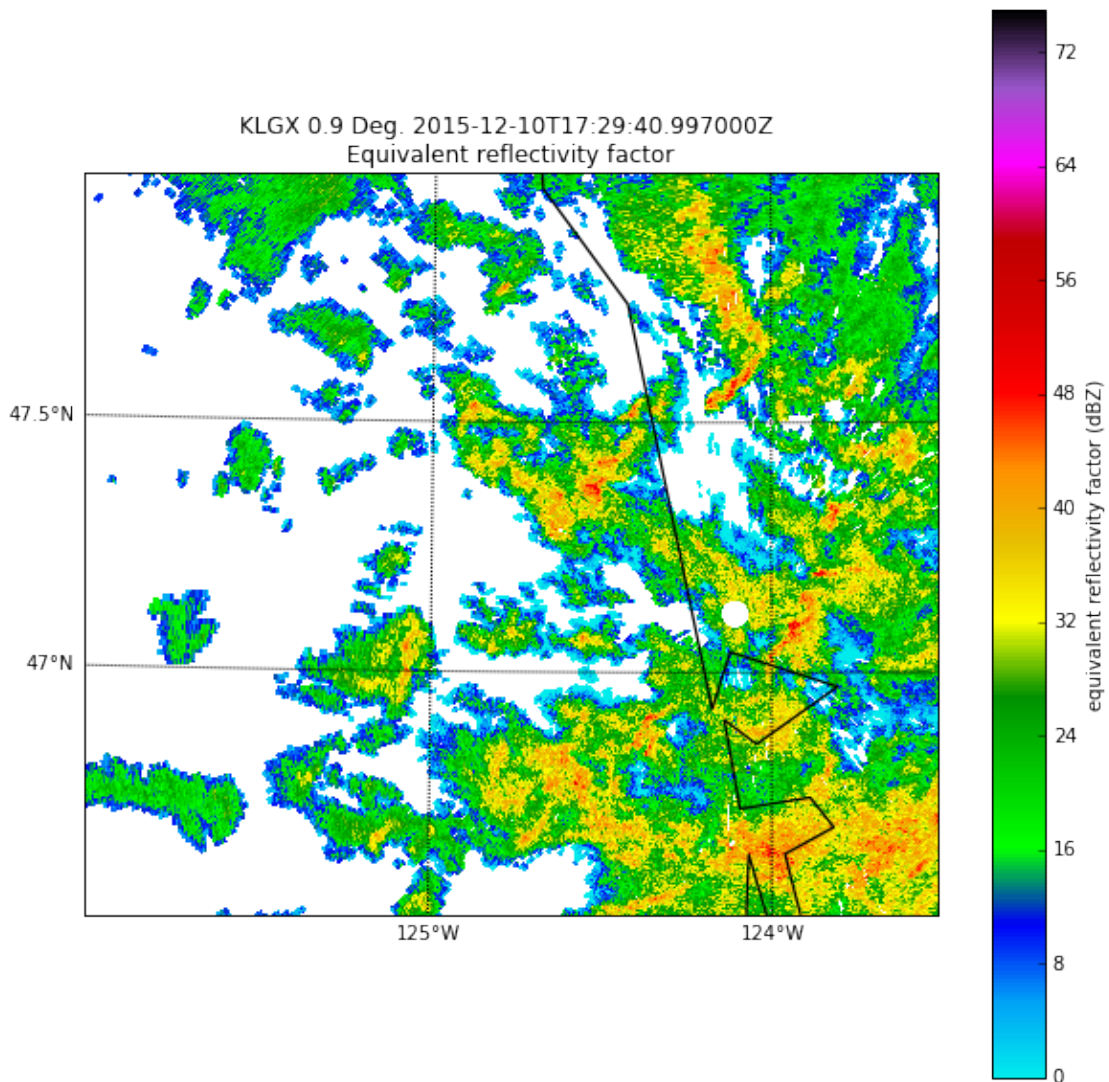 KLGX 0.9 Deg. 2015-12-10T17:29:40.997000Z
Equivalent reflectivity factor
47.5°N
47°N
125°W
124°W
72
64
56
48
40
32
24
16
8
0
equivalent reflectivity factor (dBZ)